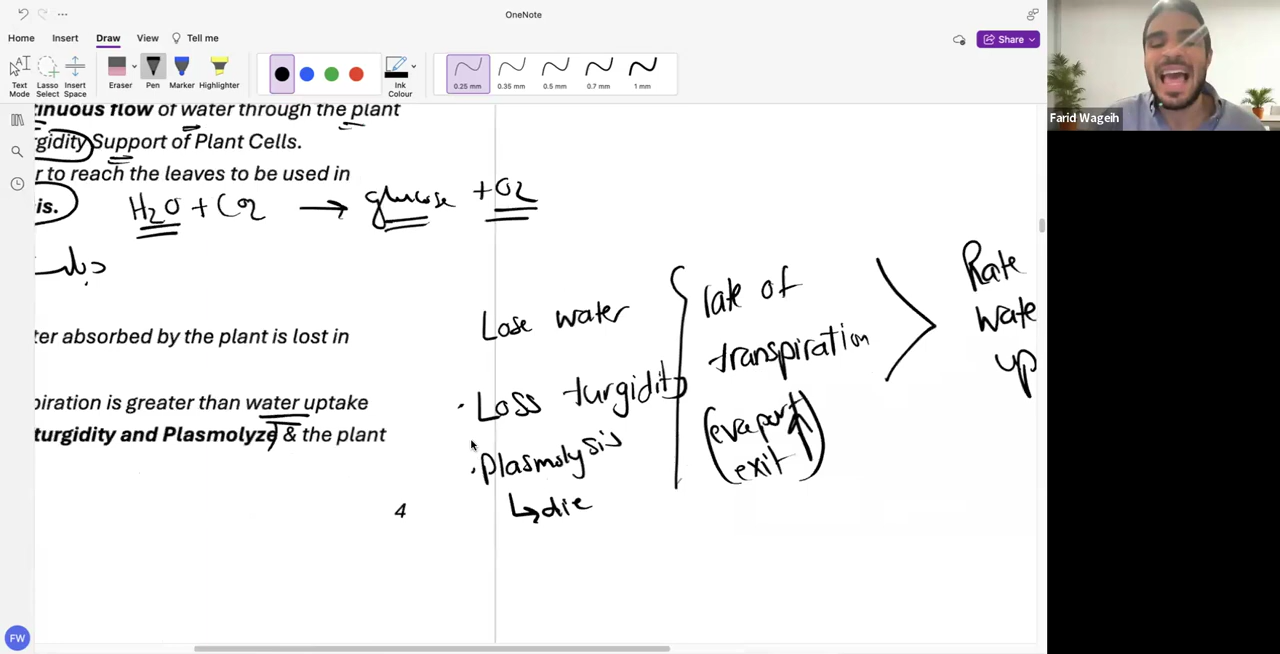 OneNote
Home Insert Draw View Tell me
Share
Text Mode
Lasso Select
Insert Space
Eraser
Pen
Marker
Highlighter
Ink Colour
0.25 mm
0.35 mm
0.5 mm
0.7 mm
1 mm
Farid Wageih
tinuous flow of water through the plant
rgidity Support of Plant Cells.
r to reach the leaves to be used in
is.
H2O + CO2 → glucose + O2
ter absorbed by the plant is lost in
piration is greater than water uptake
turgidity and Plasmolyze & the plant
4
Lose water
· Loss turgidity
· Plasmolysis
↳ die
rate of
transpiration
(evaport
exit)
>
Rate
Wate
up
FW